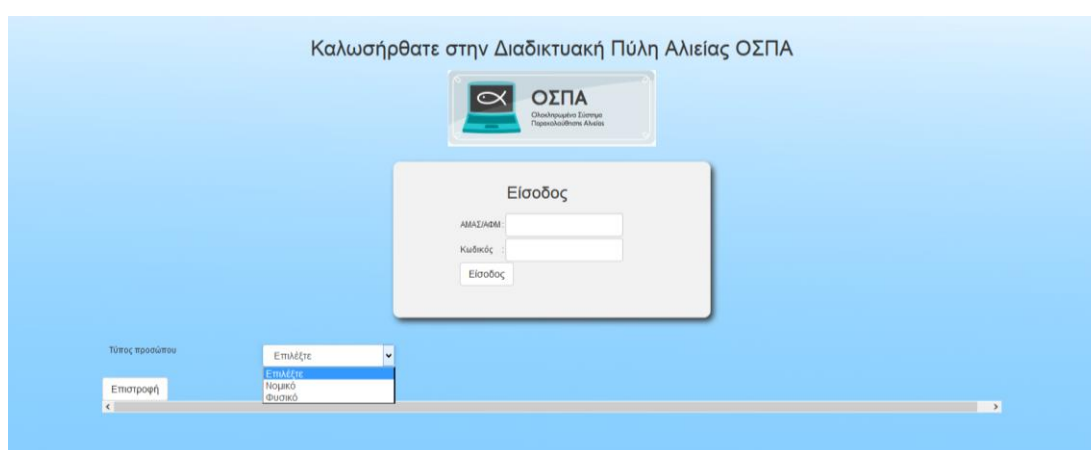 Καλωσήρθατε στην Διαδικτυακή Πύλη Αλιείας ΟΣΠΑ
ΟΣΠΑ
Ολοκληρωμένο Σύστημα
Παρακολούθησης Αλιείας
Είσοδος
ΑΜΑΣ/ΑΦΜ :
Κωδικός :
Είσοδος
Τύπος προσώπου
Επιλέξτε
Επιλέξτε
Νομικό
Φυσικό
Επιστροφή